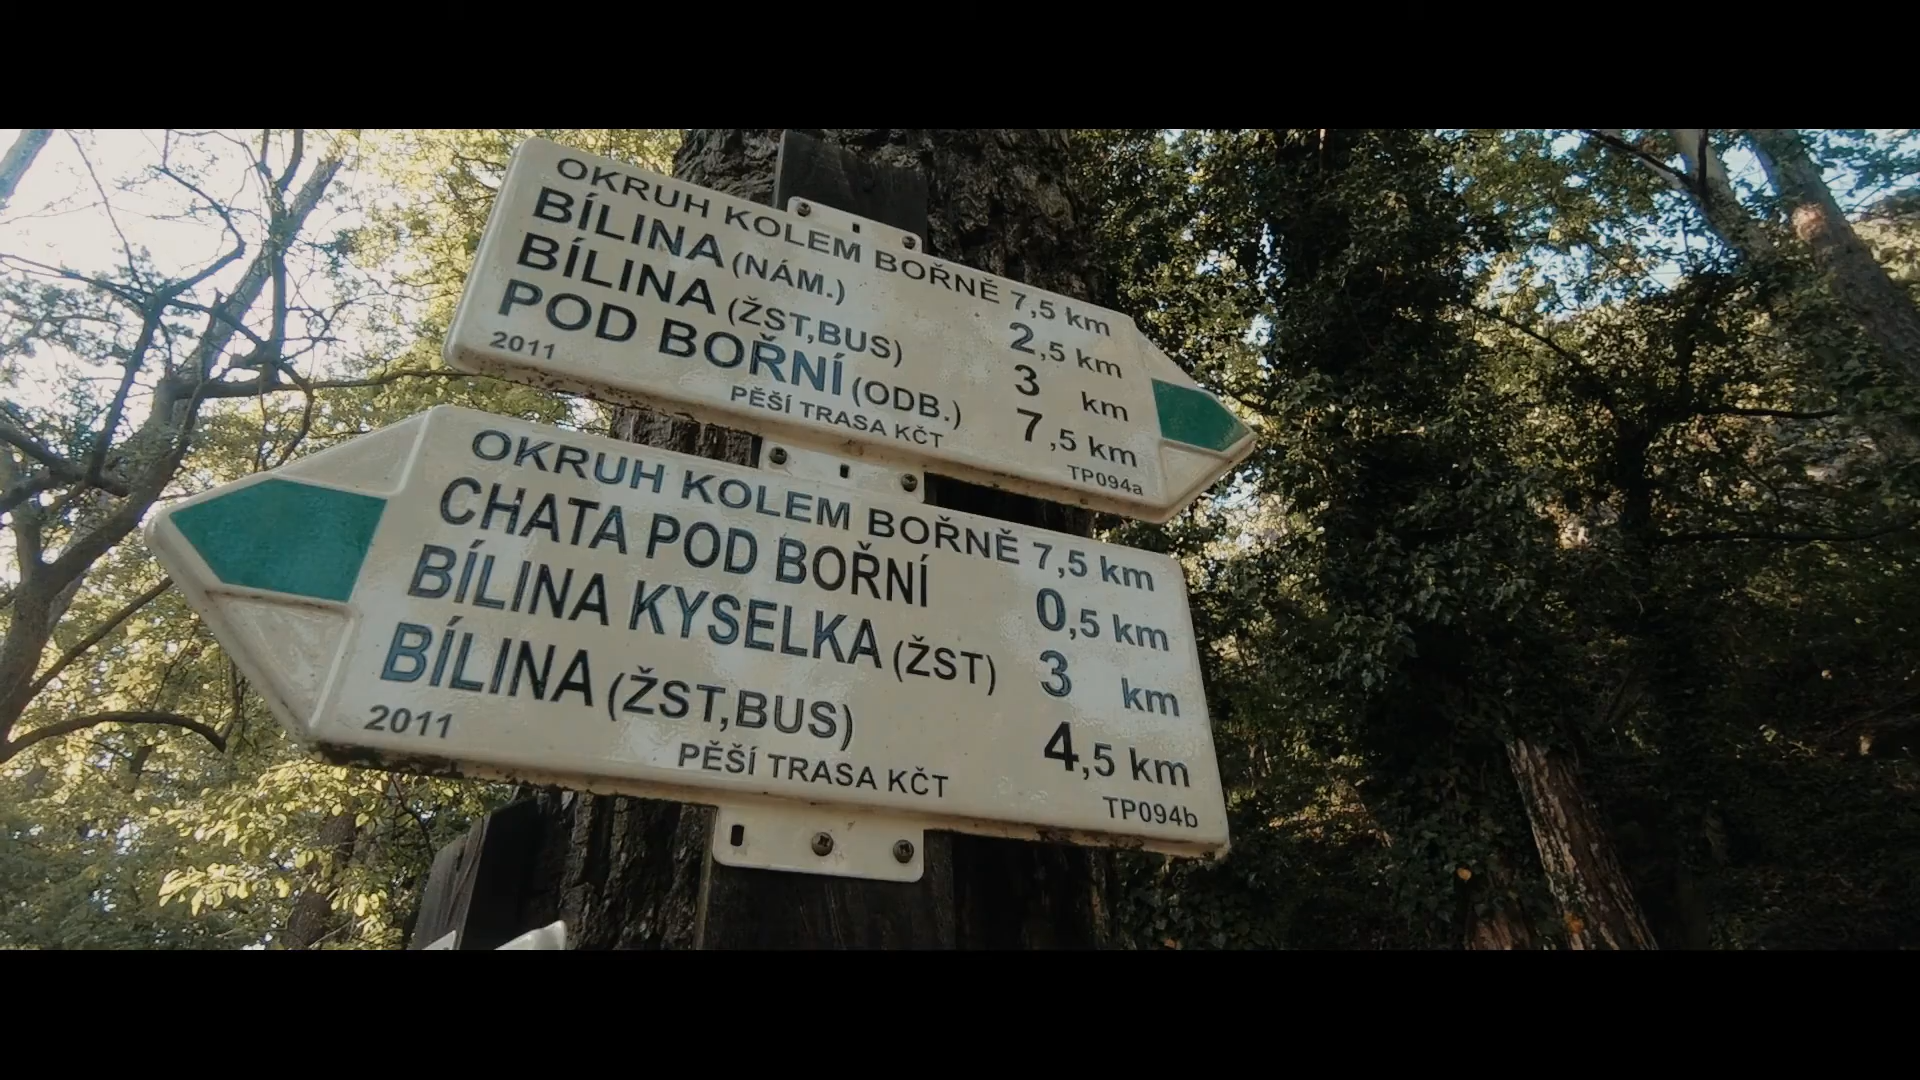 OKRUH KOLEM BOŘNĚ 7,5 km
BÍLINA (NÁM.) 2,5 km
BÍLINA (ŽST,BUS) 3 km
POD BOŘNÍ (ODB.) 7,5 km
2011 PĚŠÍ TRASA KČT TP094a
OKRUH KOLEM BOŘNĚ 7,5 km
CHATA POD BOŘNÍ 0,5 km
BÍLINA KYSELKA (ŽST) 3 km
BÍLINA (ŽST,BUS) 4,5 km
2011 PĚŠÍ TRASA KČT TP094b